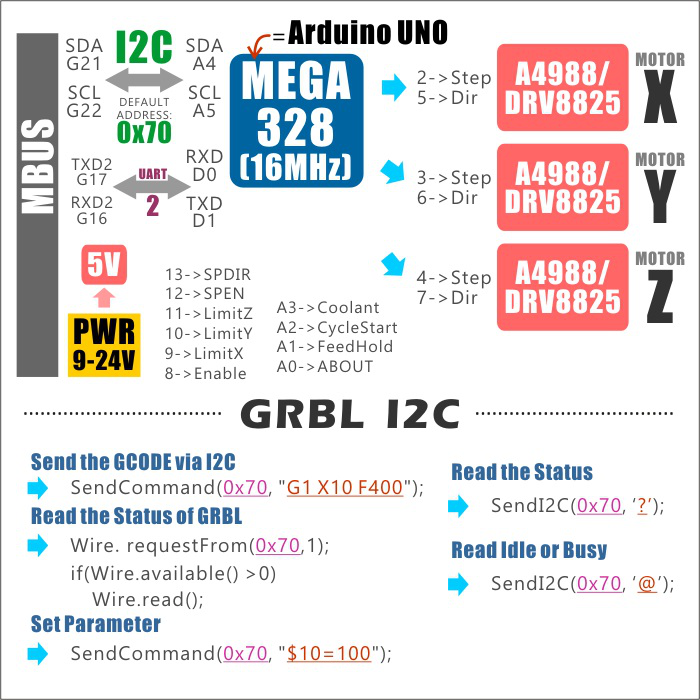 = Arduino UNO
MBUS
SDA
G21
I2C
SDA
A4
SCL
G22
DEFAULT
ADDRESS:
0x70
SCL
A5
TXD2
G17
UART
2
RXD
D0
RXD2
G16
TXD
D1
MEGA
328
(16MHz)
2->Step
5->Dir
A4988/
DRV8825
MOTOR
X
3->Step
6->Dir
A4988/
DRV8825
MOTOR
Y
4->Step
7->Dir
A4988/
DRV8825
MOTOR
Z
5V
PWR
9-24V
13->SPDIR
12->SPEN
11->LimitZ
10->LimitY
9->LimitX
8->Enable
A3->Coolant
A2->CycleStart
A1->FeedHold
A0->ABOUT
GRBL I2C
Send the GCODE via I2C
SendCommand(0x70, "G1 X10 F400");
Read the Status of GRBL
Wire. requestFrom(0x70,1);
if(Wire.available() >0)
Wire.read();
Set Parameter
SendCommand(0x70, "$10=100");
Read the Status
SendI2C(0x70, ‘?’);
Read Idle or Busy
SendI2C(0x70, ‘@’);